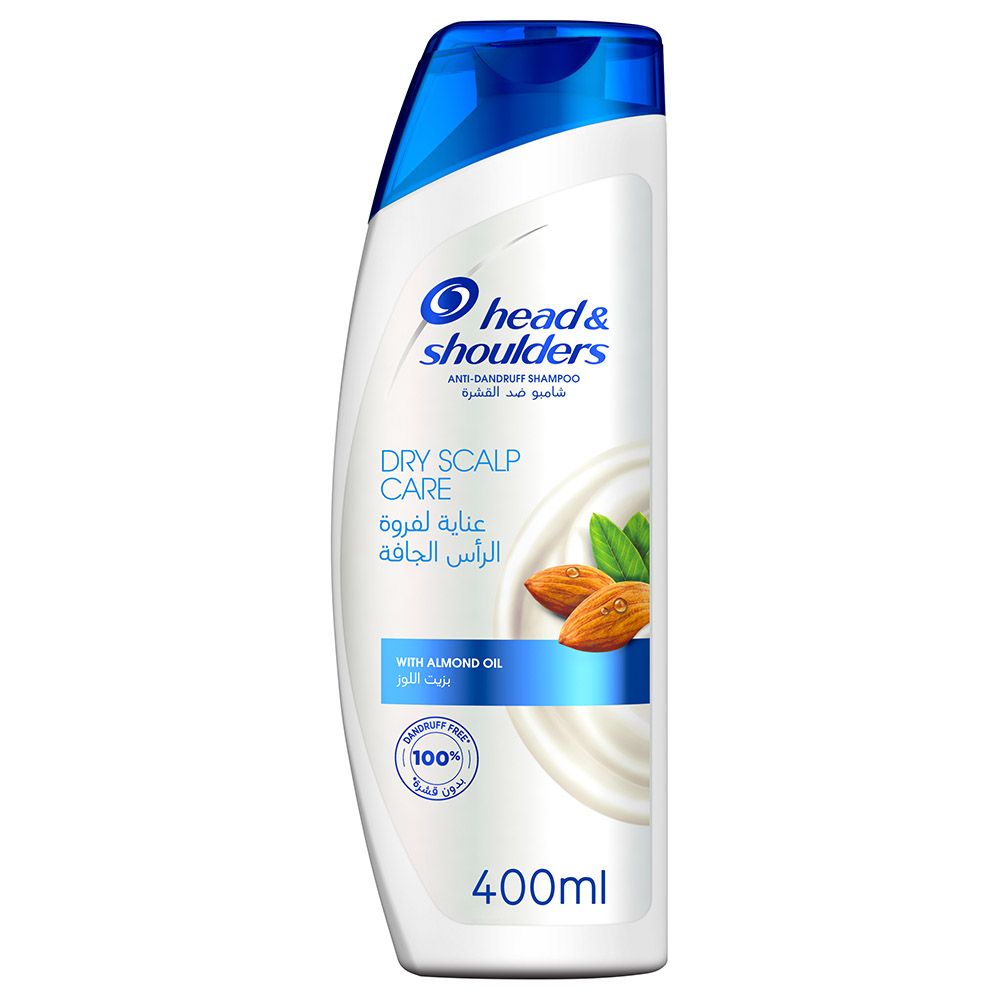 head &
shoulders
ANTI-DANDRUFF SHAMPOO
شامبو ضد القشرة
DRY SCALP
CARE
عناية لفروة
الرأس الجافة
WITH ALMOND OIL
بزيت اللوز
DANDRUFF FREE*
100%
بدون قشرة*
400ml